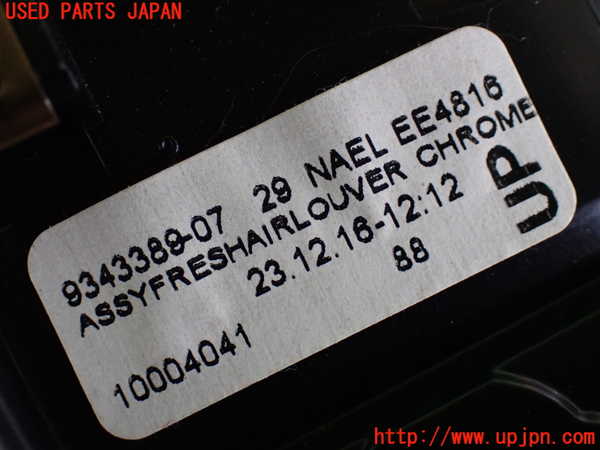 USED PARTS JAPAN
9343389-07 29 NAEL EE4816
ASSYFRESHAIRLOUVER CHROME
23.12.16-12:12
UP
88
10004041
http://www.upjpn.com